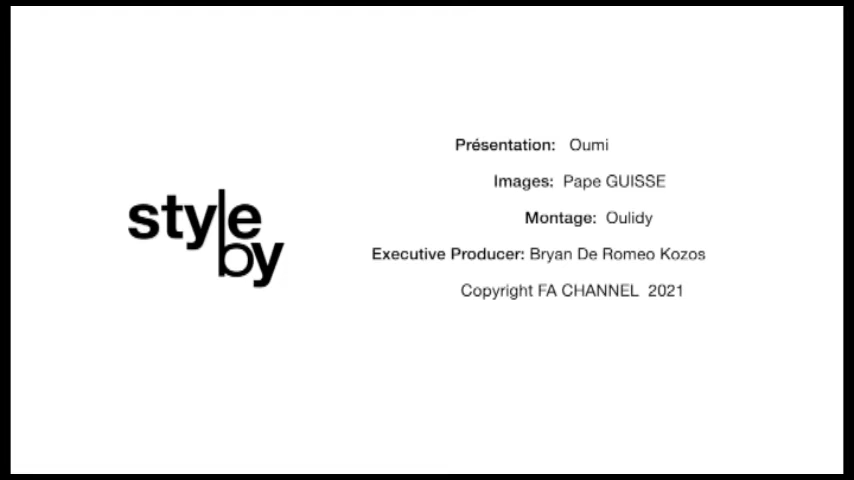 style
by
Présentation: Oumi
Images: Pape GUISSE
Montage: Oulidy
Executive Producer: Bryan De Romeo Kozos
Copyright FA CHANNEL 2021